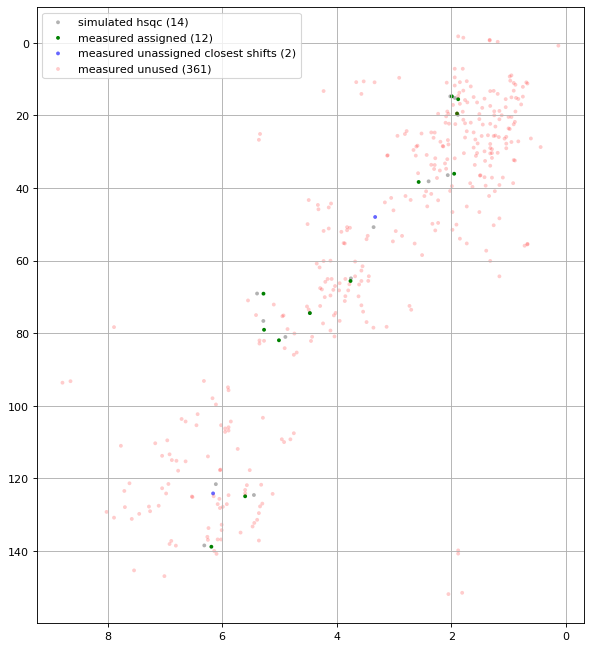 simulated hsqc (14)
measured assigned (12)
measured unassigned closest shifts (2)
measured unused (361)
0
20
40
60
80
100
120
140
8 6 4 2 0